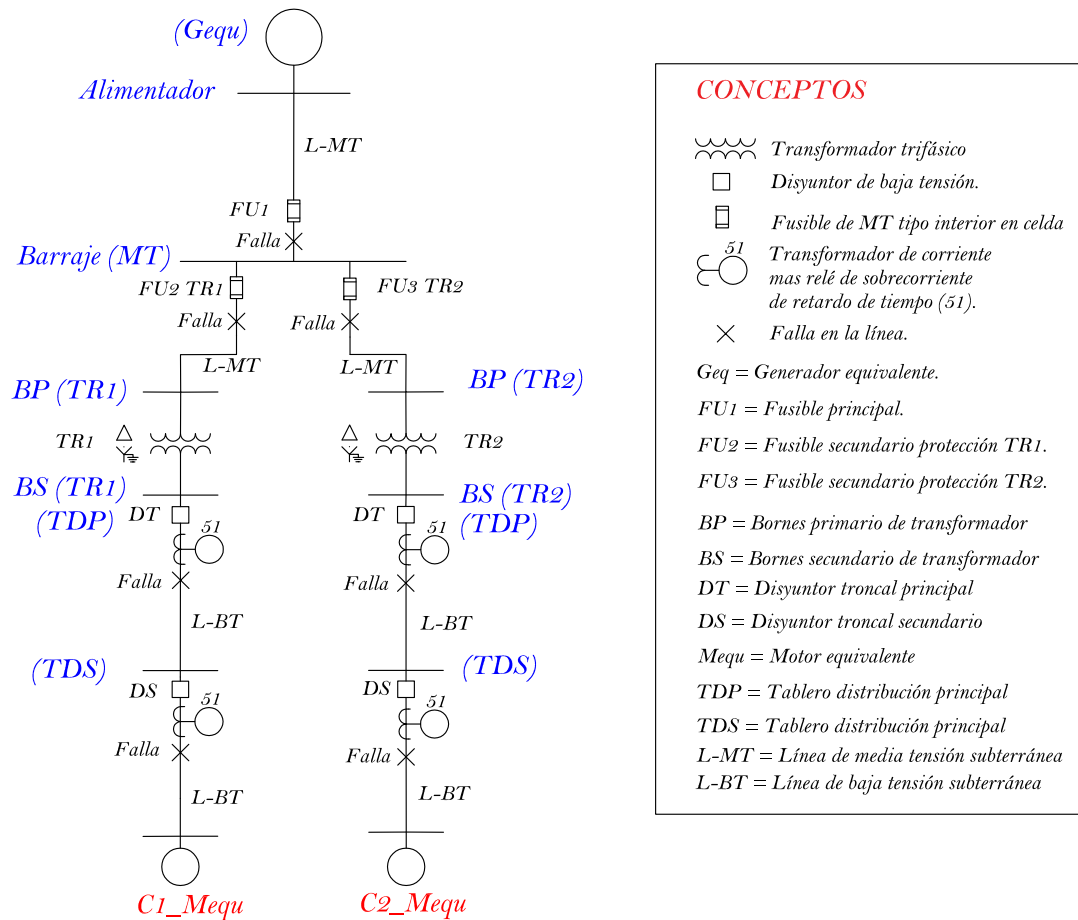 (Gequ)
Alimentador
L-MT
FU1
Falla
Barraje (MT)
FU2 TR1
FU3 TR2
Falla
Falla
L-MT
L-MT
BP (TR1)
BP (TR2)
TR1
TR2
BS (TR1)
(TDP)
BS (TR2)
(TDP)
DT
51
DT
51
Falla
Falla
L-BT
L-BT
(TDS)
(TDS)
DS
51
DS
51
Falla
Falla
L-BT
L-BT
C1_Mequ
C2_Mequ
CONCEPTOS
Transformador trifásico
Disyuntor de baja tensión.
Fusible de MT tipo interior en celda
51
Transformador de corriente
mas relé de sobrecorriente
de retardo de tiempo (51).
Falla en la línea.
Geq = Generador equivalente.
FU1 = Fusible principal.
FU2 = Fusible secundario protección TR1.
FU3 = Fusible secundario protección TR2.
BP = Bornes primario de transformador
BS = Bornes secundario de transformador
DT = Disyuntor troncal principal
DS = Disyuntor troncal secundario
Mequ = Motor equivalente
TDP = Tablero distribución principal
TDS = Tablero distribución principal
L-MT = Línea de media tensión subterránea
L-BT = Línea de baja tensión subterránea